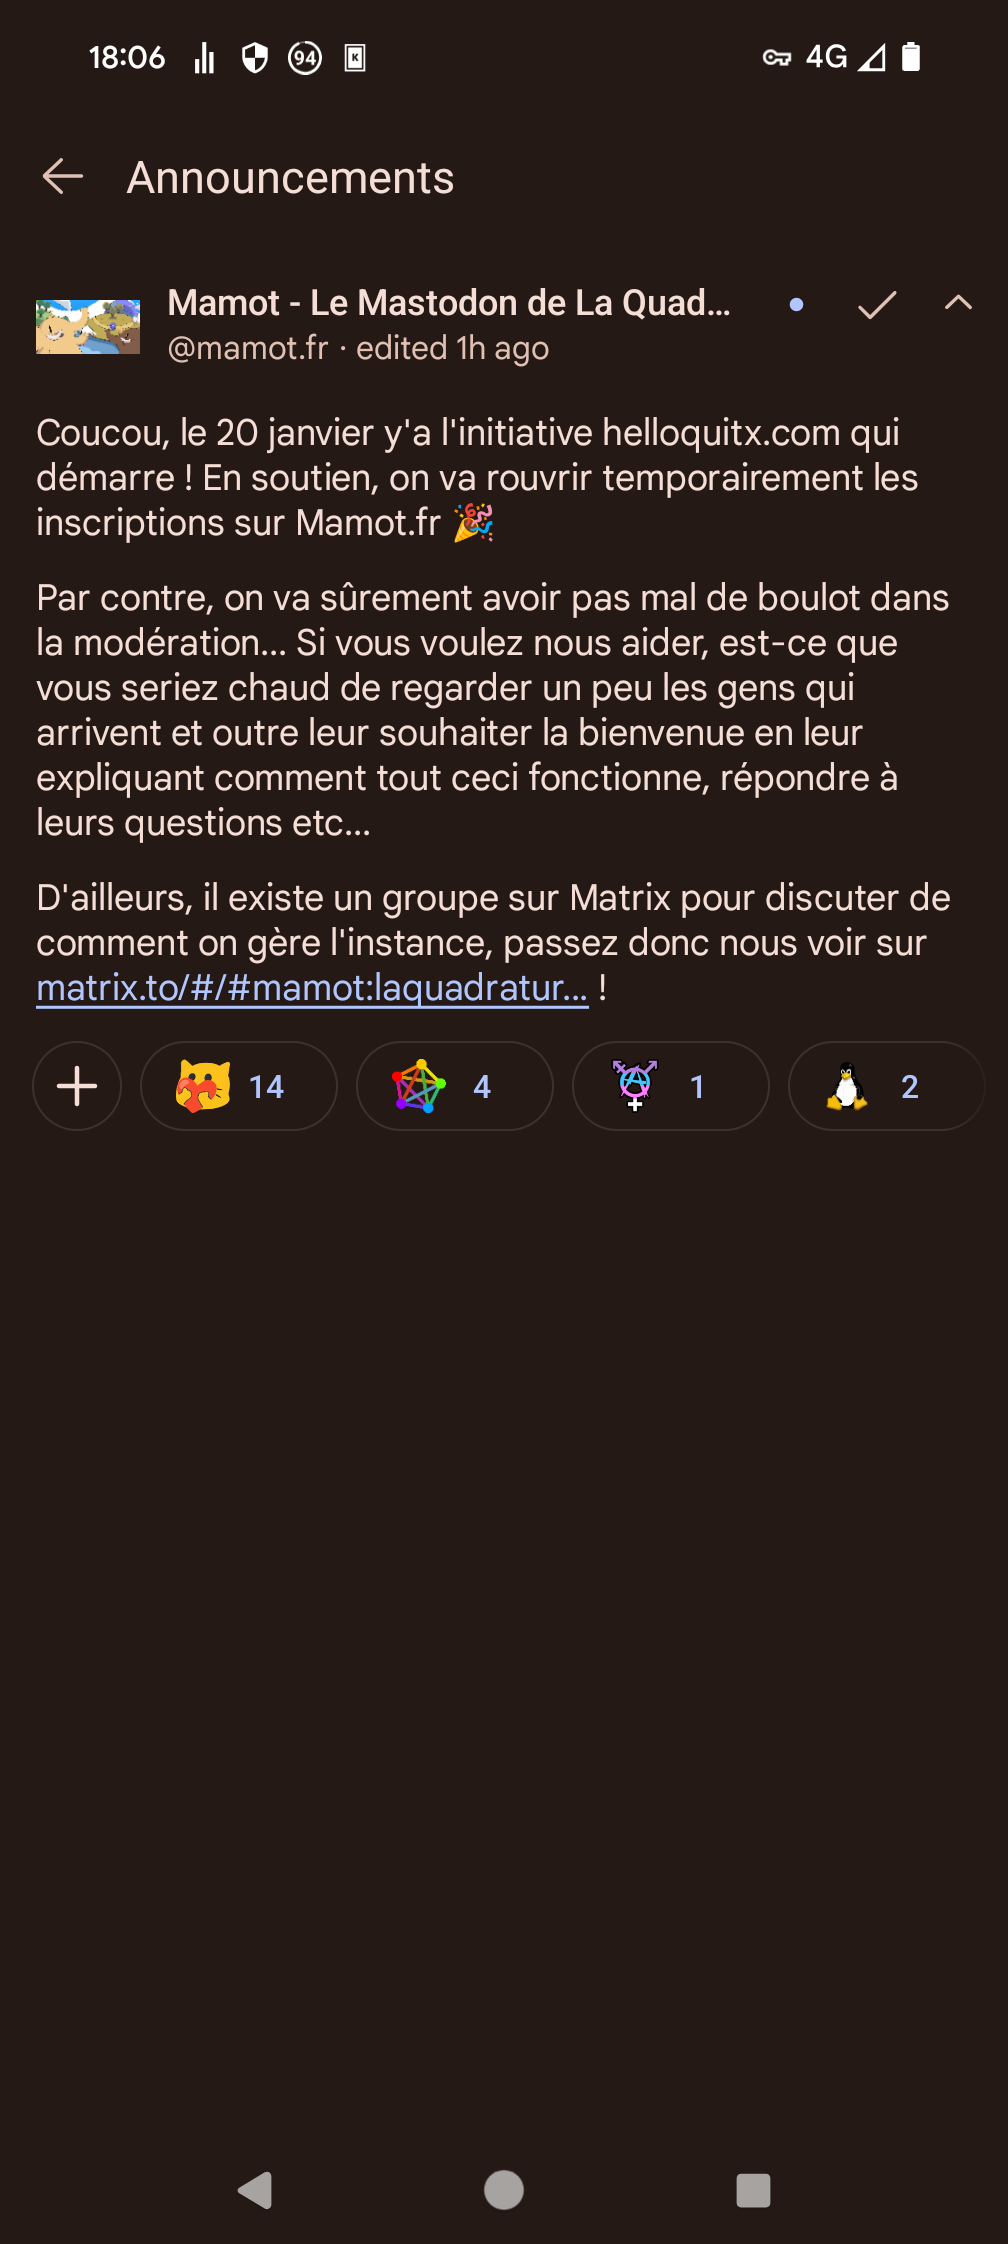 18:06 94 K 4G
Announcements
Mamot - Le Mastodon de La Quad...
@mamot.fr · edited 1h ago
Coucou, le 20 janvier y'a l'initiative helloquitx.com qui
démarre ! En soutien, on va rouvrir temporairement les
inscriptions sur Mamot.fr 🎉
Par contre, on va sûrement avoir pas mal de boulot dans
la modération... Si vous voulez nous aider, est-ce que
vous seriez chaud de regarder un peu les gens qui
arrivent et outre leur souhaiter la bienvenue en leur
expliquant comment tout ceci fonctionne, répondre à
leurs questions etc...
D'ailleurs, il existe un groupe sur Matrix pour discuter de
comment on gère l'instance, passez donc nous voir sur
matrix.to/#/#mamot:laquadratur... !
14 4 1 2